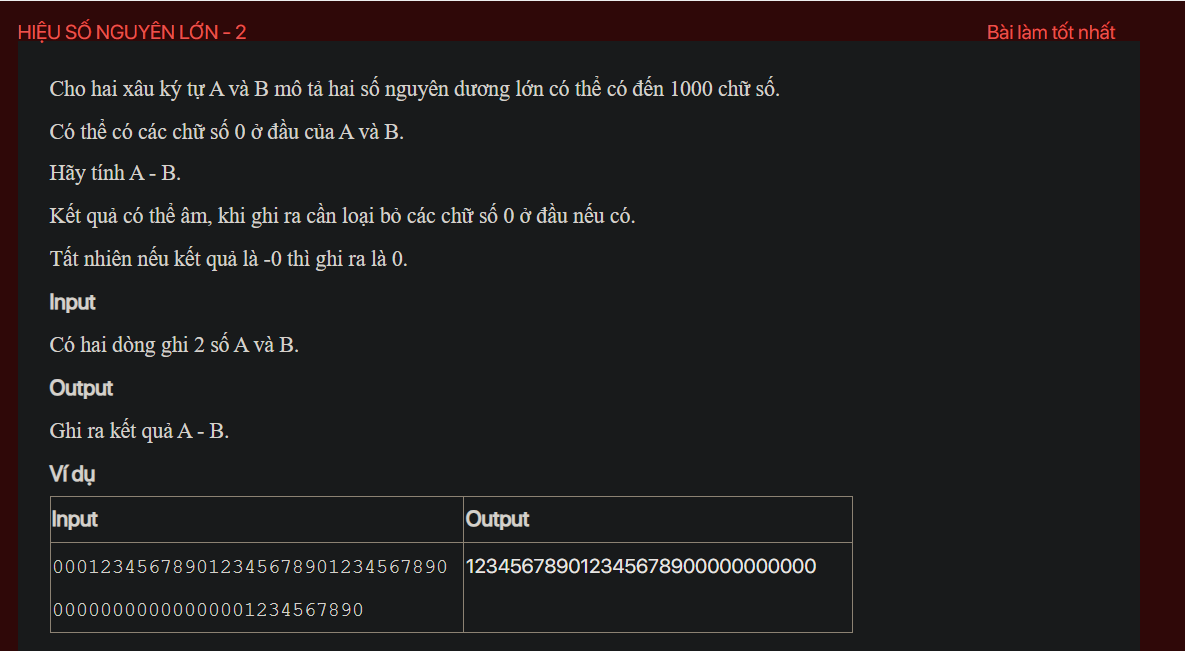 HIỆU SỐ NGUYÊN LỚN - 2
Bài làm tốt nhất
Cho hai xâu ký tự A và B mô tả hai số nguyên dương lớn có thể có đến 1000 chữ số.
Có thể có các chữ số 0 ở đầu của A và B.
Hãy tính A - B.
Kết quả có thể âm, khi ghi ra cần loại bỏ các chữ số 0 ở đầu nếu có.
Tất nhiên nếu kết quả là -0 thì ghi ra là 0.
Input
Có hai dòng ghi 2 số A và B.
Output
Ghi ra kết quả A - B.
Ví dụ
Input
Output
000123456789012345678901234567890
123456789012345678900000000000
00000000000000001234567890